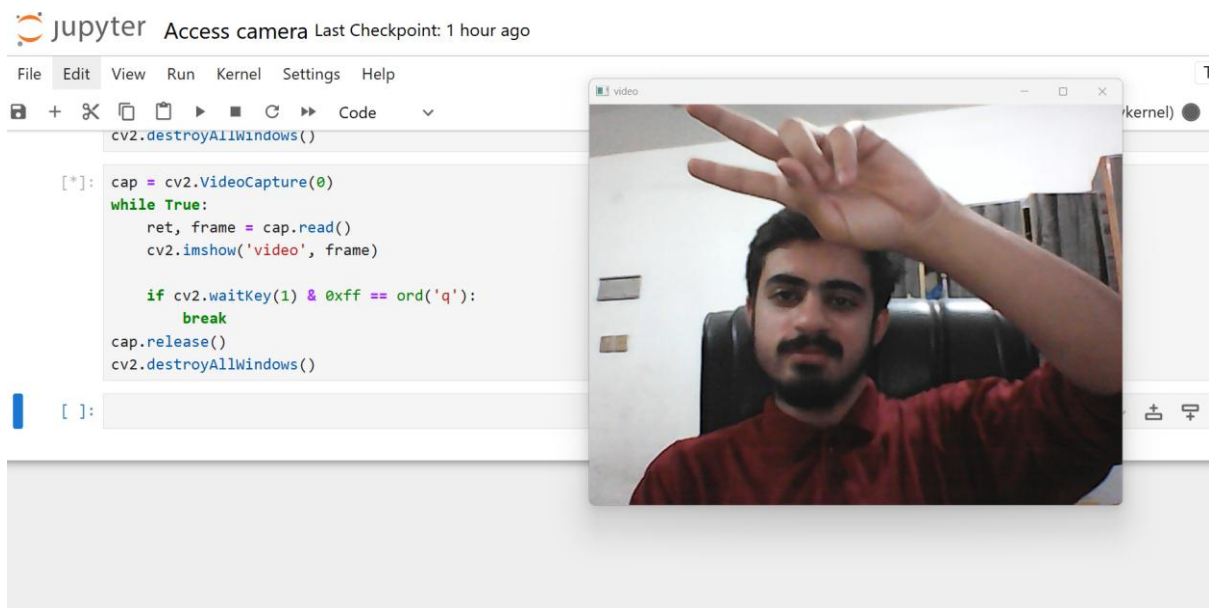 jupyter Access camera Last Checkpoint: 1 hour ago
File Edit View Run Kernel Settings Help
Code
video
kernel)
cv2.destroyAllWindows()
[*]: cap = cv2.VideoCapture(0)
while True:
    ret, frame = cap.read()
    cv2.imshow('video', frame)
    if cv2.waitKey(1) & 0xff == ord('q'):
        break
cap.release()
cv2.destroyAllWindows()
[ ]: